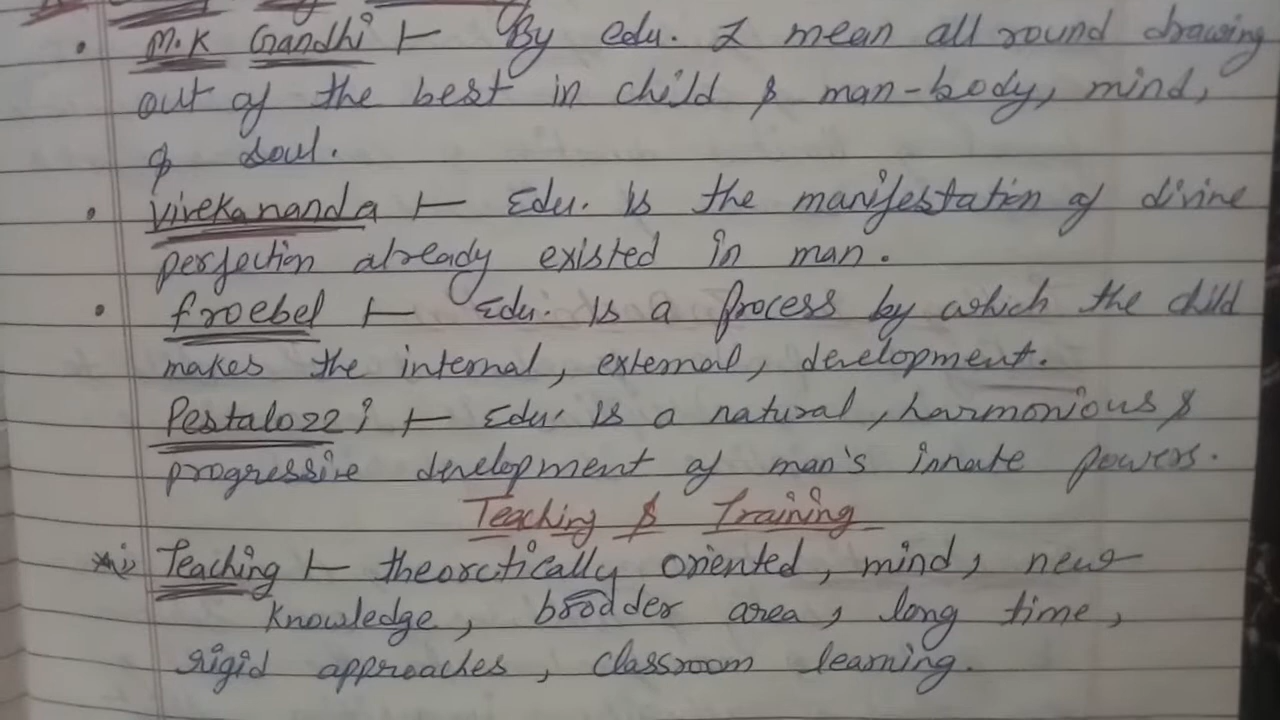 • M.K Gandhi :- By edu. I mean all round drawing
out of the best in child & man-body, mind,
& soul.
• Vivekananda :- Edu. is the manifestation of divine
perfection already existed in man.
• Froebel :- Edu. is a process by which the child
makes the internal, external, development.
Pestalozzi :- Edu. is a natural, harmonious &
progressive development of man's innate powers.
Teaching & Training
Teaching :- theorctically oriented, mind, new
knowledge, brodder area, long time,
rigid approaches, classroom learning.